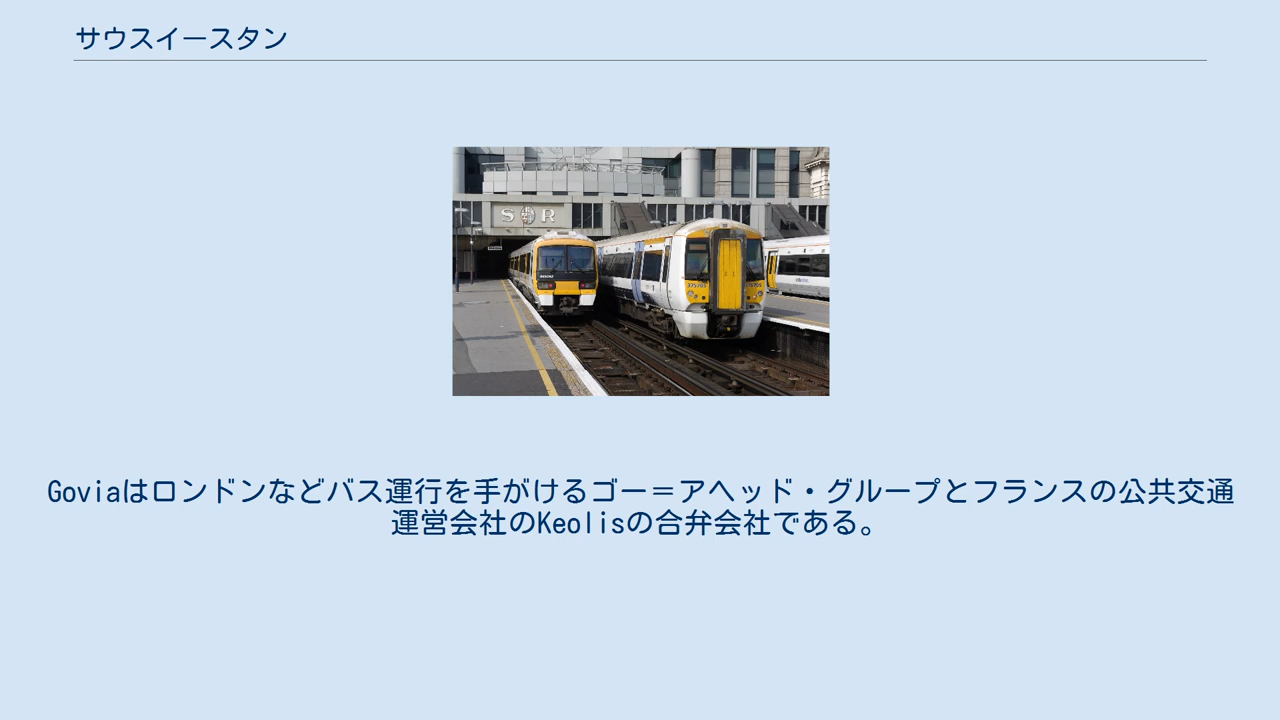 サウスイースタン
S R
375703
Goviaはロンドンなどバス運行を手がけるゴー＝アヘッド・グループとフランスの公共交通
運営会社のKeolisの合弁会社である。